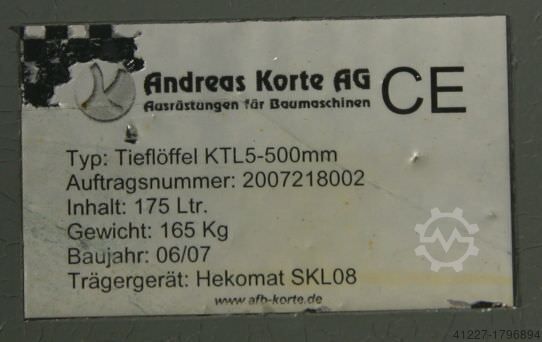 Andreas Korte AG
Ausrüstungen für Baumaschinen
CE
Typ: Tieflöffel KTL5-500mm
Auftragsnummer: 2007218002
Inhalt: 175 Ltr.
Gewicht: 165 Kg
Baujahr: 06/07
Trägergerät: Hekomat SKL08
www.afb-korte.de
41227-1796894